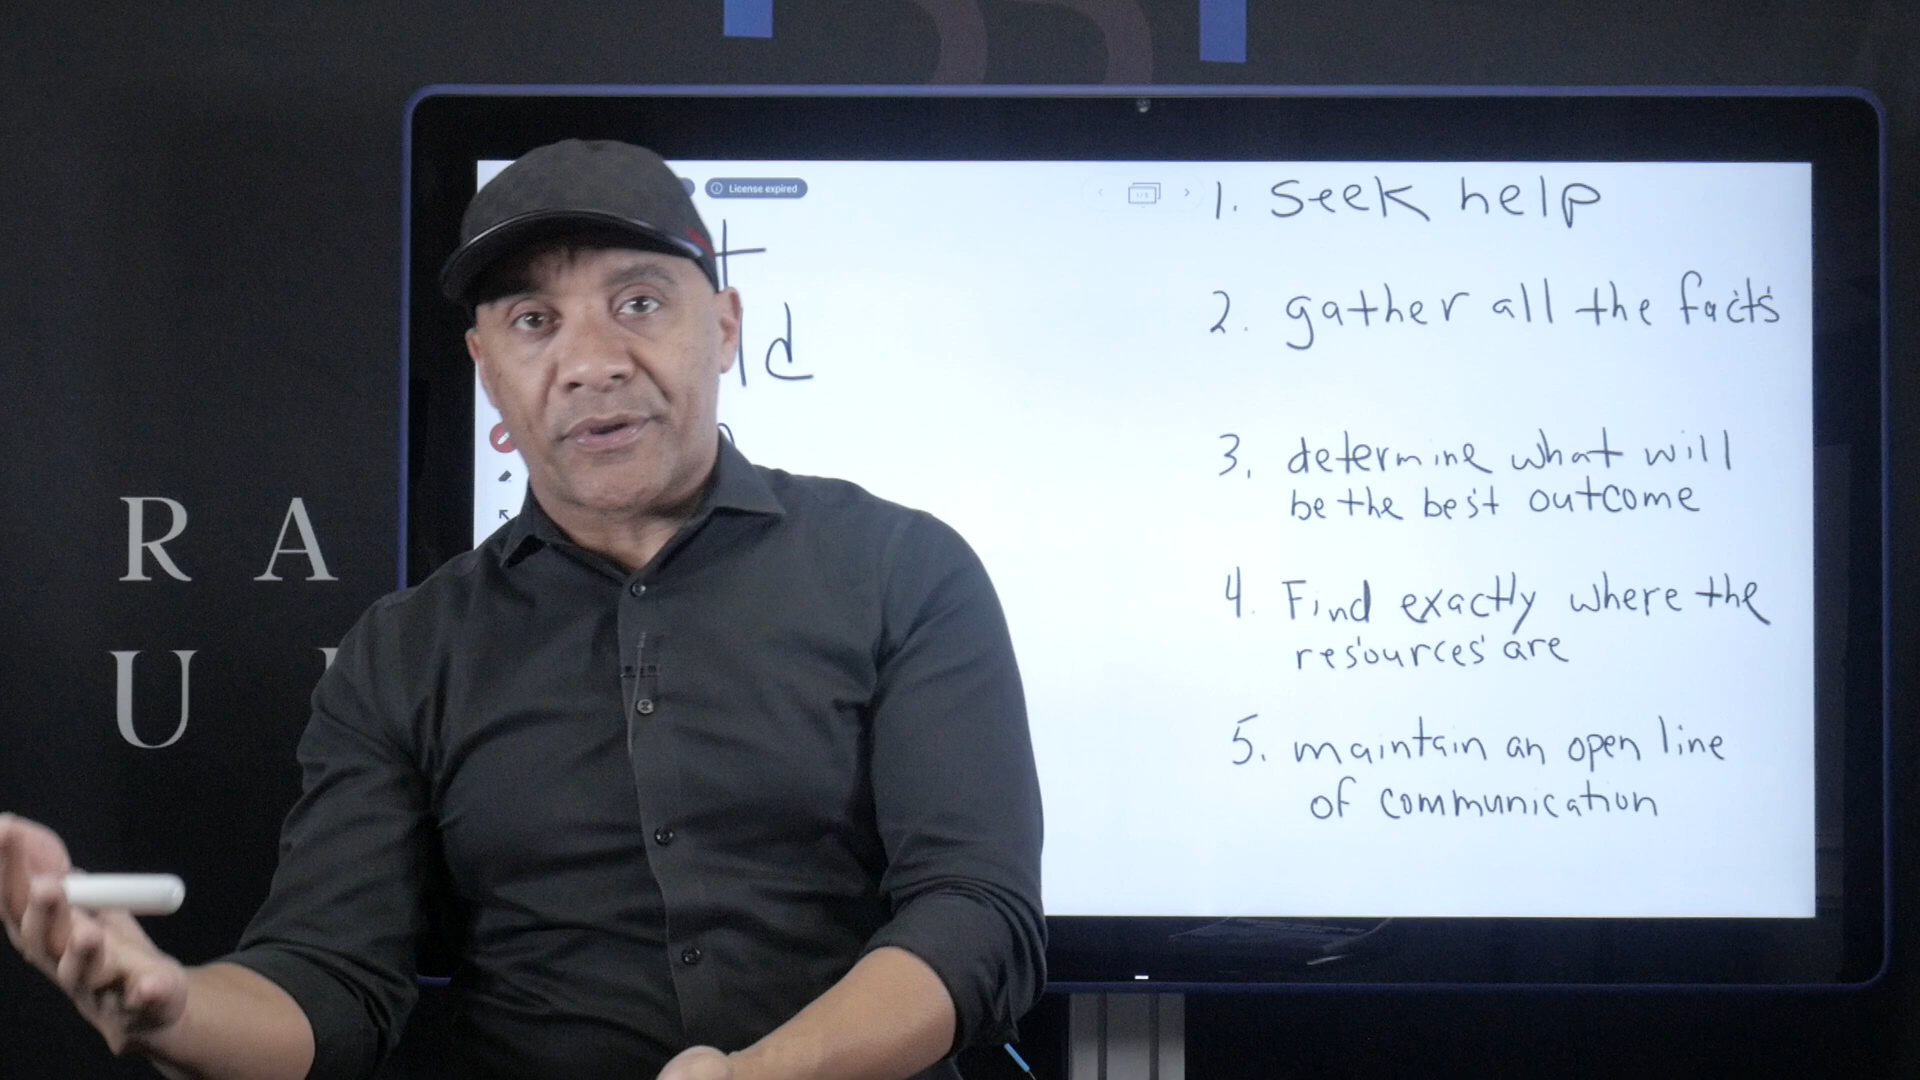 License expired
1. Seek help
2. gather all the facts
3. determine what will
be the best outcome
4. Find exactly where the
resources are
5. maintain an open line
of communication
R A
U